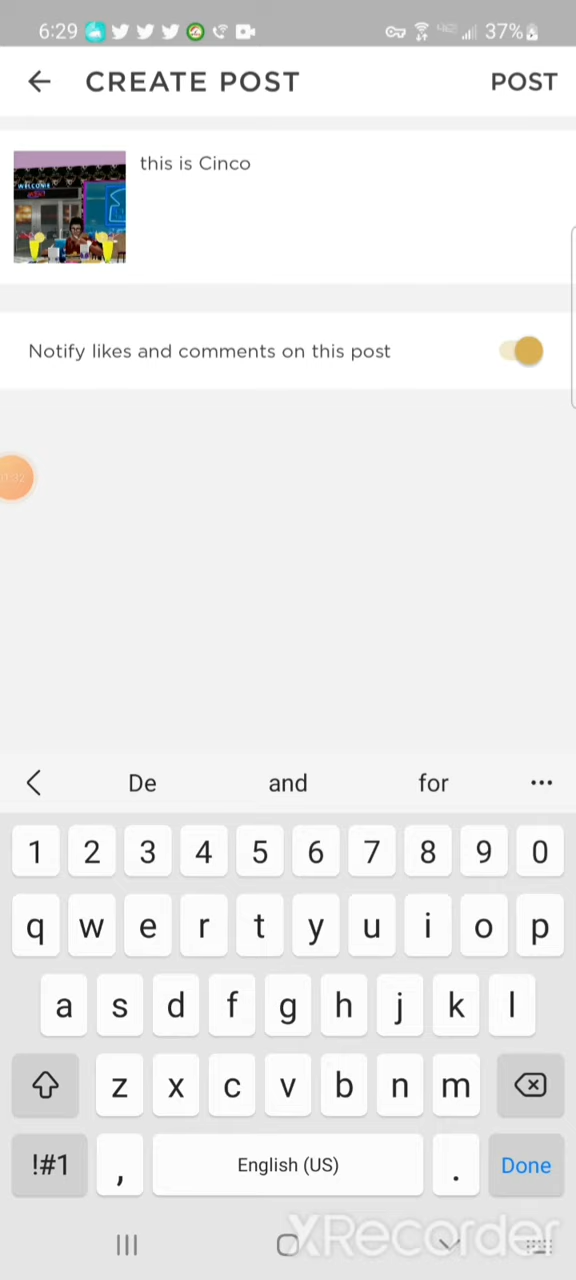 6:29
37%
CREATE POST
POST
WELCOME
this is Cinco
Notify likes and comments on this post
De and for ...
1 2 3 4 5 6 7 8 9 0
q w e r t y u i o p
a s d f g h j k l
z x c v b n m
!#1 , English (US) . Done
XRecorder